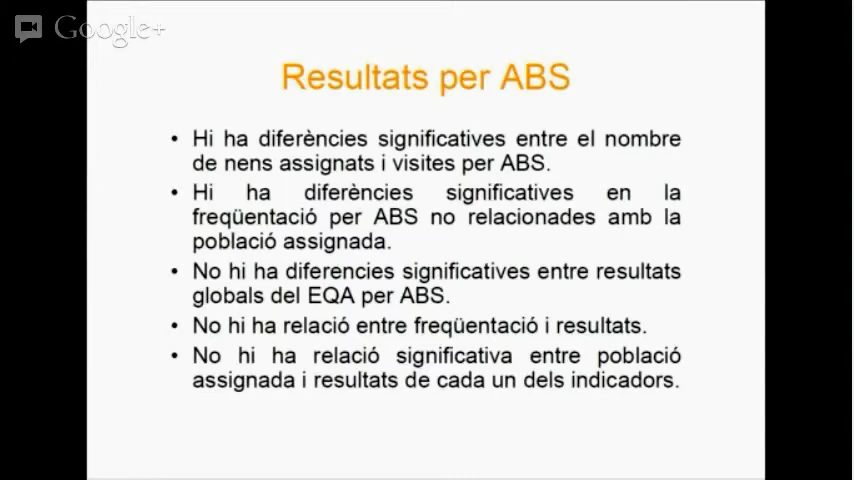 Google+
Resultats per ABS
• Hi ha diferències significatives entre el nombre
de nens assignats i visites per ABS.
• Hi ha diferències significatives en la
freqüentació per ABS no relacionades amb la
població assignada.
• No hi ha diferencies significatives entre resultats
globals del EQA per ABS.
• No hi ha relació entre freqüentació i resultats.
• No hi ha relació significativa entre població
assignada i resultats de cada un dels indicadors.